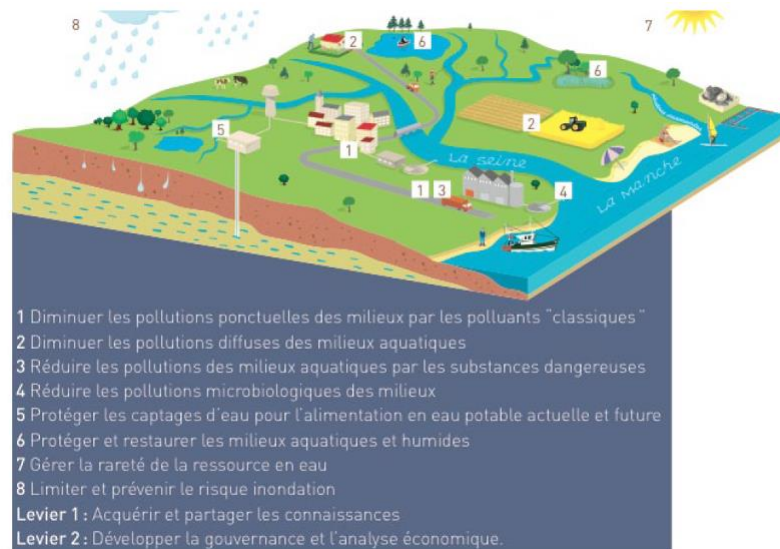 8
7
2
6
6
5
2
1
La seine
La Manche
1 3
4
1 Diminuer les pollutions ponctuelles des milieux par les polluants "classiques"
2 Diminuer les pollutions diffuses des milieux aquatiques
3 Réduire les pollutions des milieux aquatiques par les substances dangereuses
4 Réduire les pollutions microbiologiques des milieux
5 Protéger les captages d'eau pour l'alimentation en eau potable actuelle et future
6 Protéger et restaurer les milieux aquatiques et humides
7 Gérer la rareté de la ressource en eau
8 Limiter et prévenir le risque inondation
Levier 1 : Acquérir et partager les connaissances
Levier 2 : Développer la gouvernance et l'analyse économique.